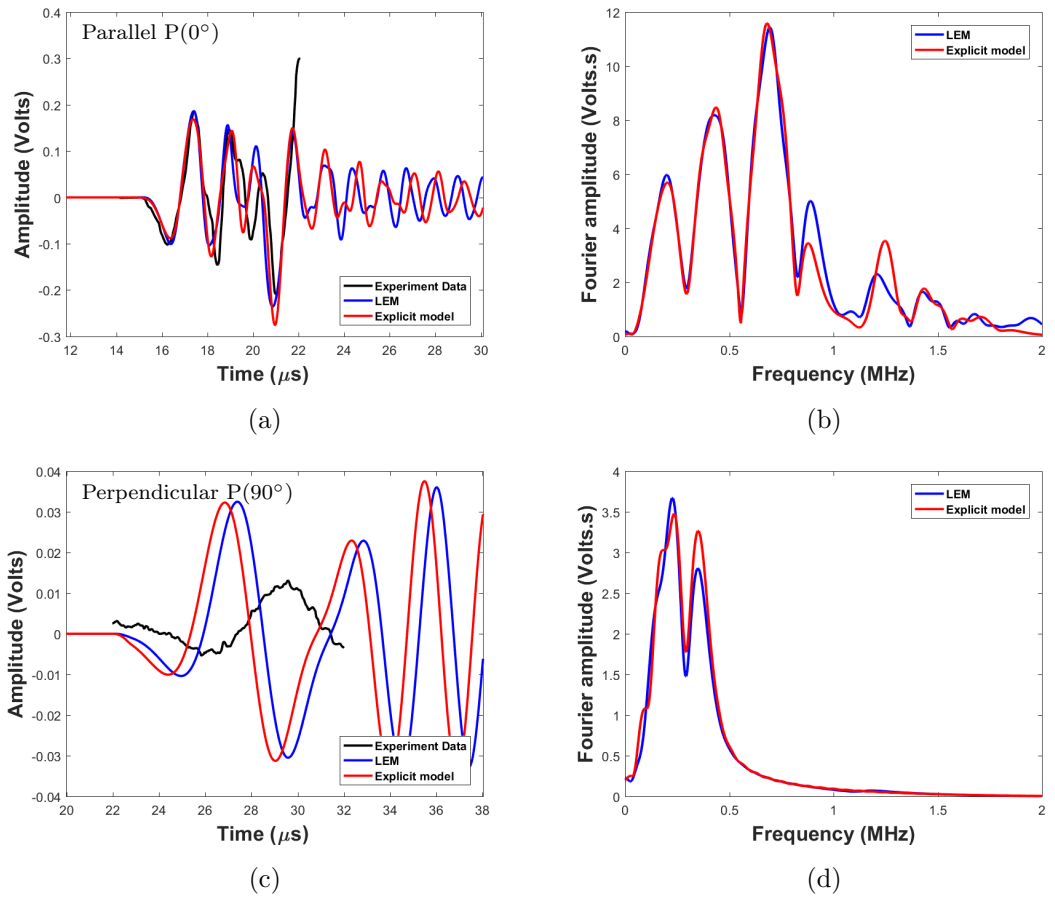 Parallel P(0°)
Amplitude (Volts)
0.4
0.3
0.2
0.1
0
-0.1
-0.2
-0.3
12 14 16 18 20 22 24 26 28 30
Time (μs)
Experiment Data
LEM
Explicit model
(a)
Fourier amplitude (Volts.s)
12
10
8
6
4
2
0
0 0.5 1 1.5 2
Frequency (MHz)
LEM
Explicit model
(b)
Perpendicular P(90°)
Amplitude (Volts)
0.04
0.03
0.02
0.01
0
-0.01
-0.02
-0.03
-0.04
20 22 24 26 28 30 32 34 36 38
Time (μs)
Experiment Data
LEM
Explicit model
(c)
Fourier amplitude (Volts.s)
4
3.5
3
2.5
2
1.5
1
0.5
0
0 0.5 1 1.5 2
Frequency (MHz)
LEM
Explicit model
(d)